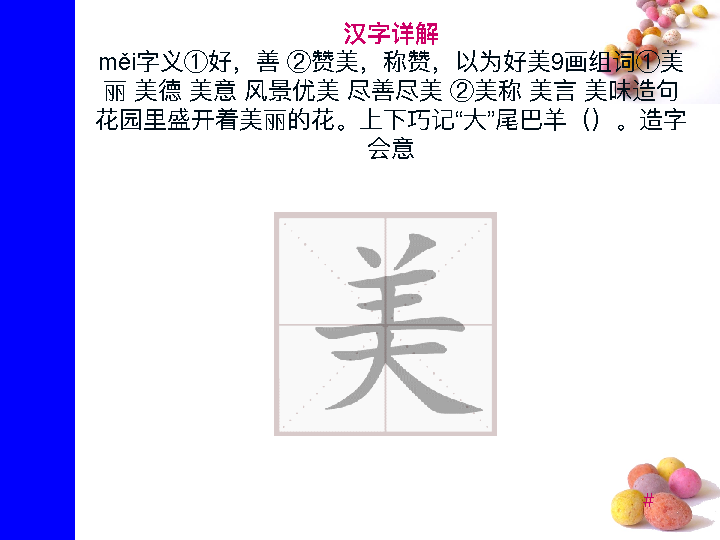 汉字详解
měi字义①好，善 ②赞美，称赞，以为好美9画组词①美
丽 美德 美意 风景优美 尽善尽美 ②美称 美言 美味造句
花园里盛开着美丽的花。上下巧记“大”尾巴羊（）。造字
会意
美
#